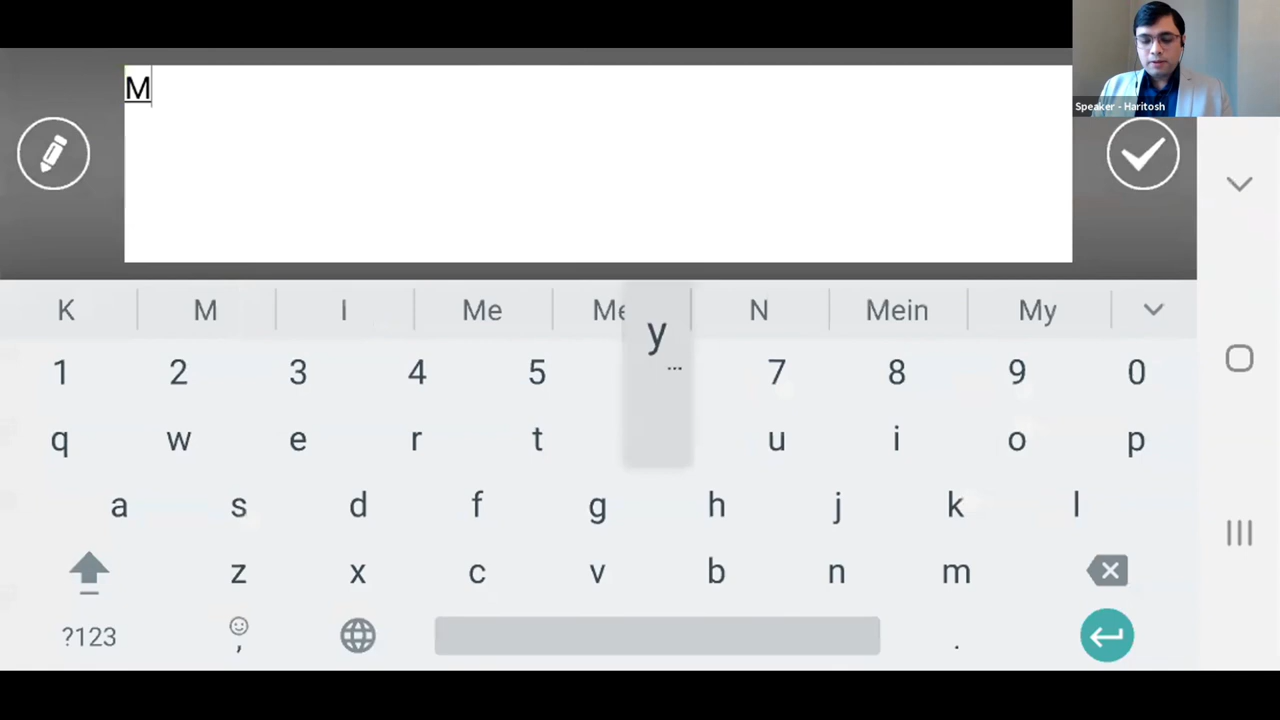 M
Speaker - Haritosh
K M I Me Me N Mein My
y
...
1 2 3 4 5 7 8 9 0
q w e r t u i o p
a s d f g h j k l
z x c v b n m
?123 , .